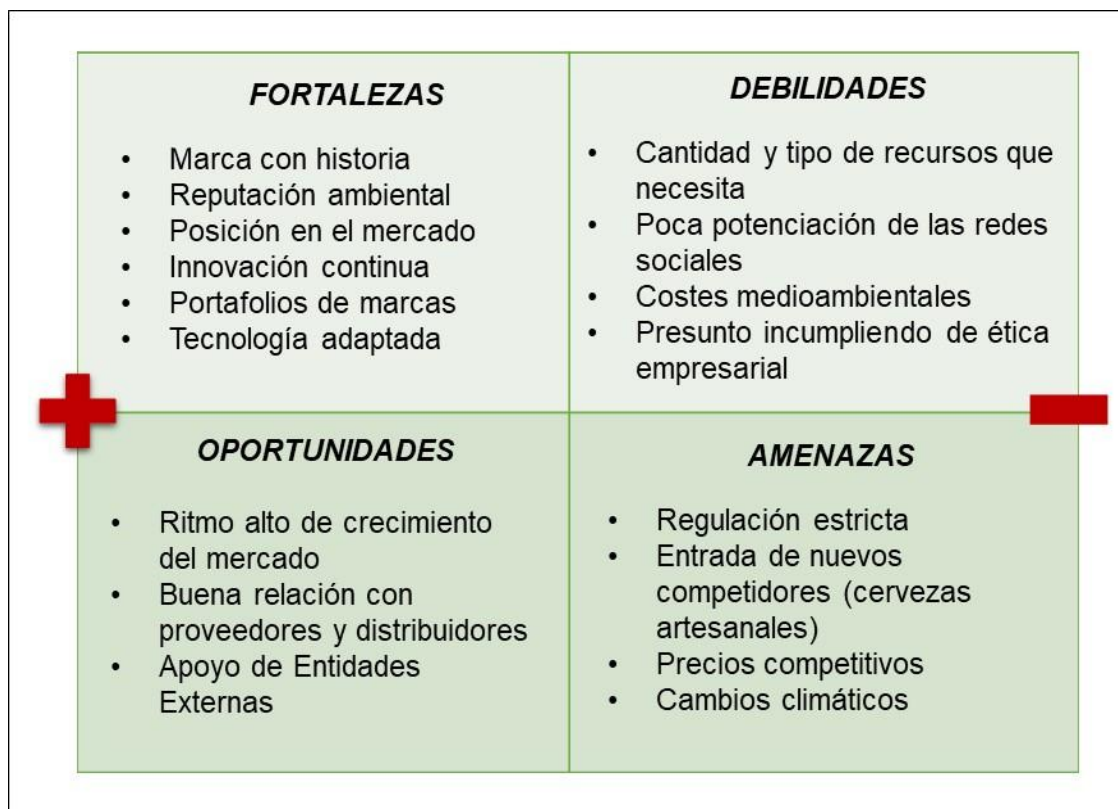 FORTALEZAS
• Marca con historia
• Reputación ambiental
• Posición en el mercado
• Innovación continua
• Portafolios de marcas
• Tecnología adaptada
DEBILIDADES
• Cantidad y tipo de recursos que
necesita
• Poca potenciación de las redes
sociales
• Costes medioambientales
• Presunto incumpliendo de ética
empresarial
OPORTUNIDADES
• Ritmo alto de crecimiento
del mercado
• Buena relación con
proveedores y distribuidores
• Apoyo de Entidades
Externas
AMENAZAS
• Regulación estricta
• Entrada de nuevos
competidores (cervezas
artesanales)
• Precios competitivos
• Cambios climáticos